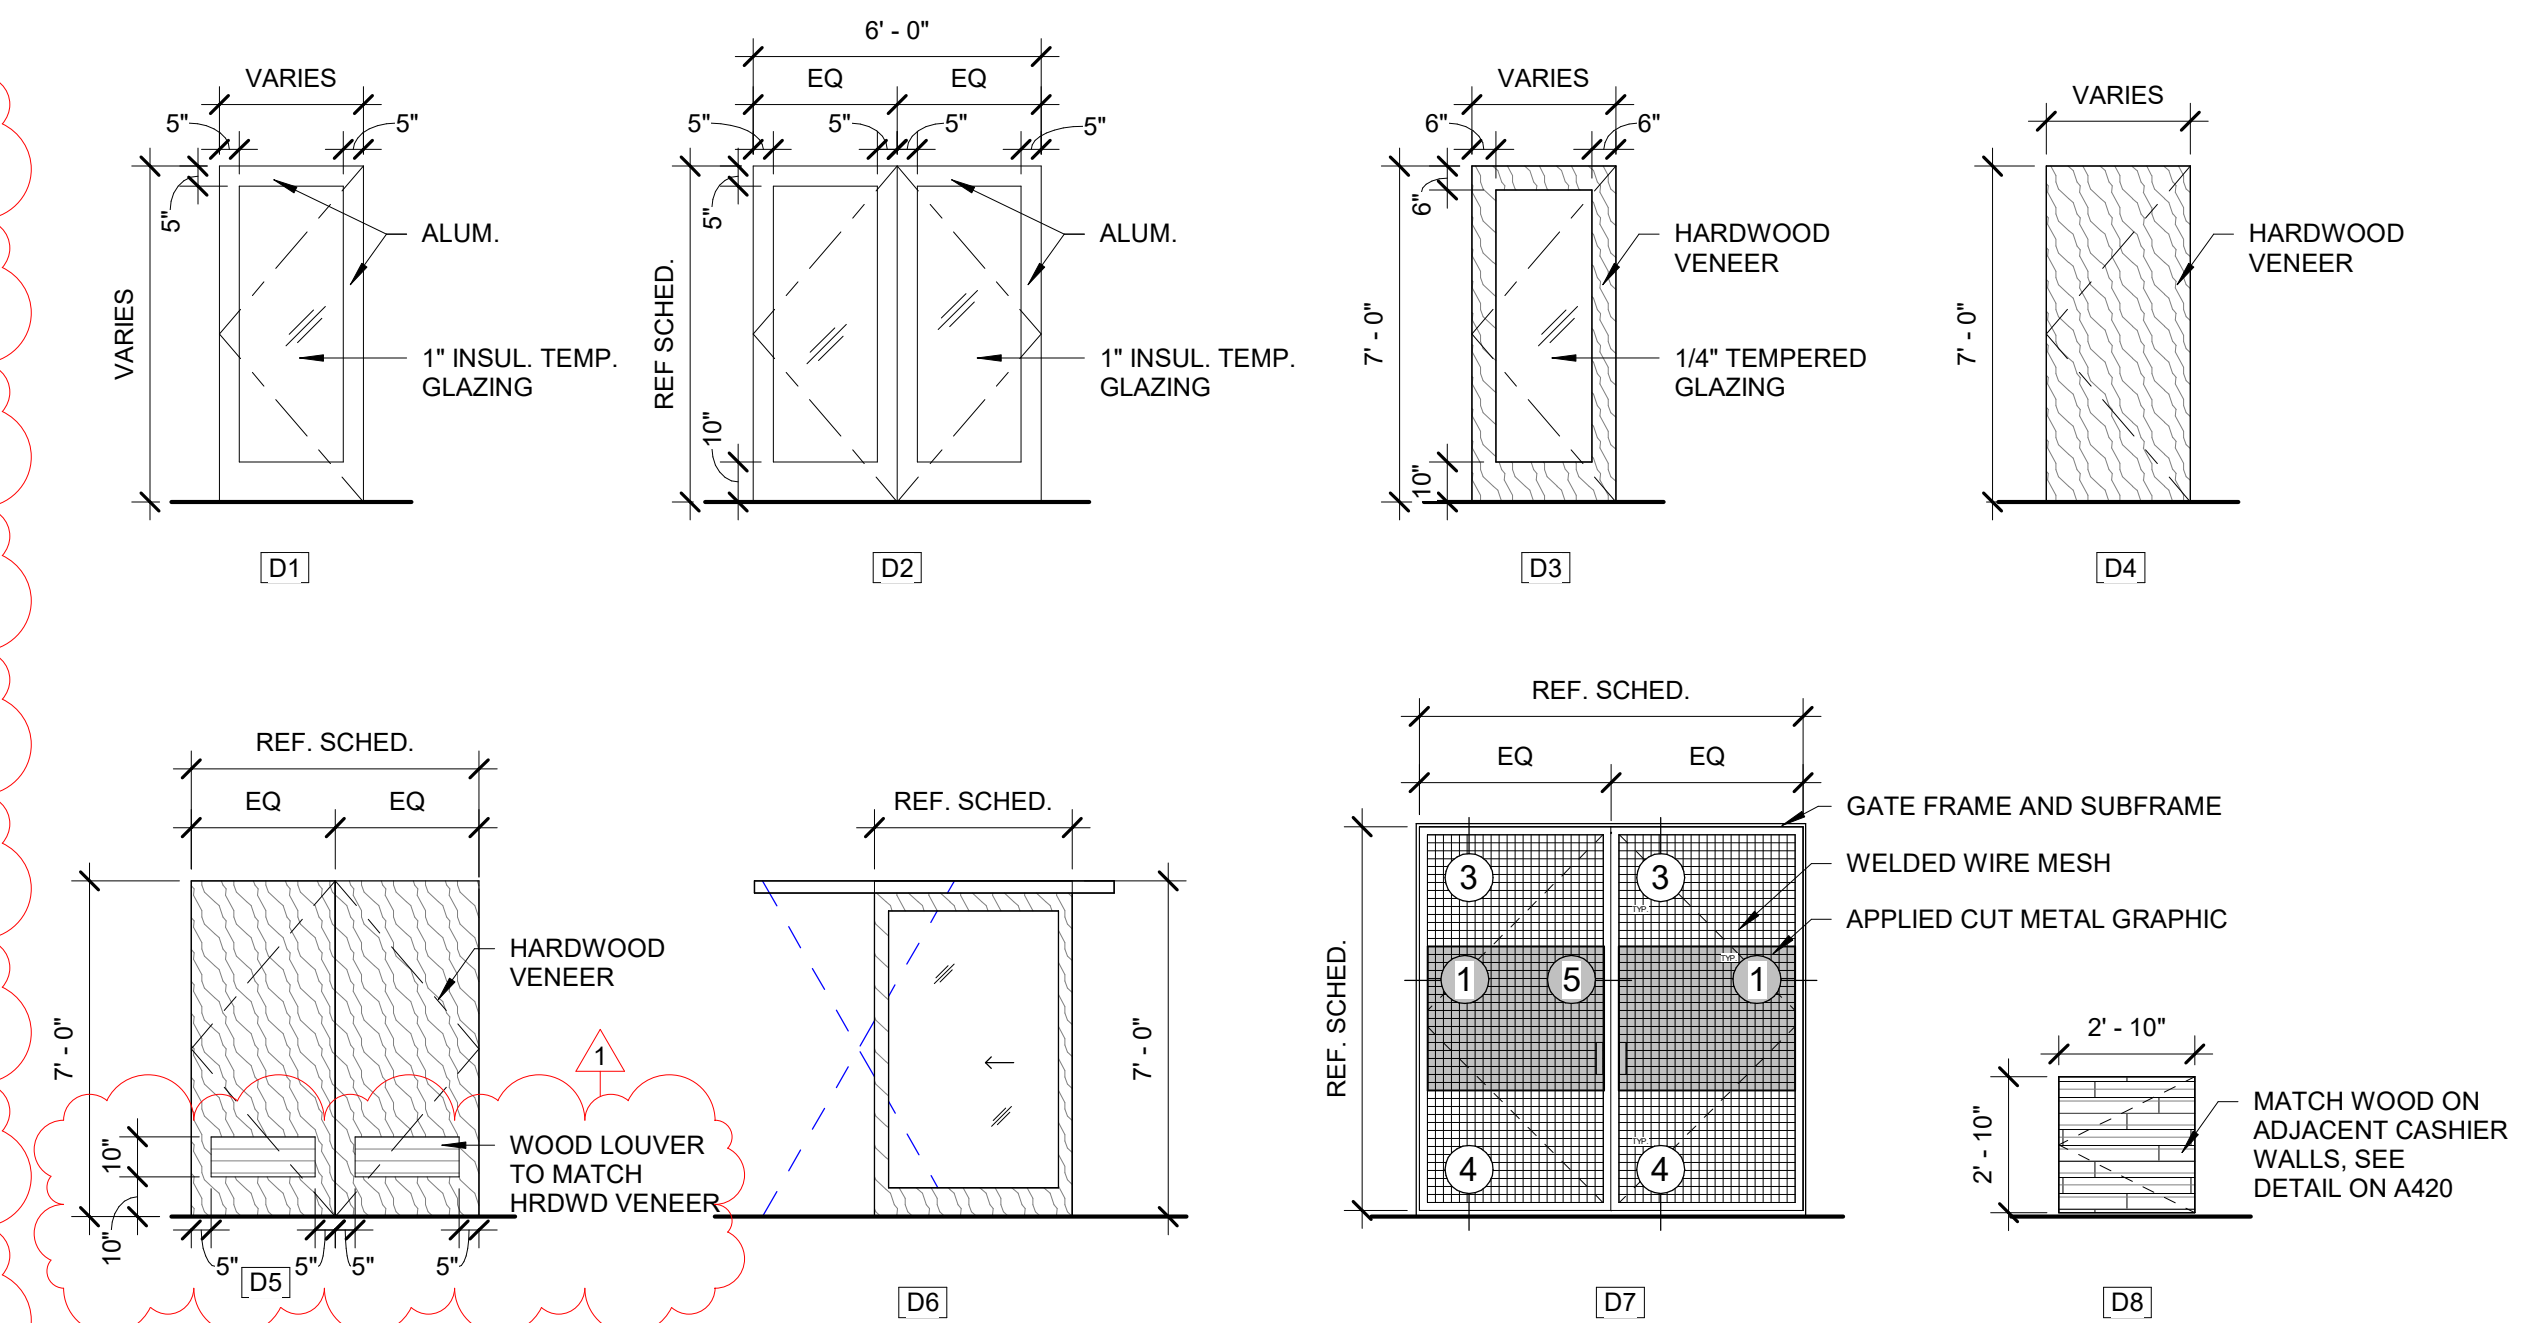 6' - 0"
VARIES
EQ
EQ
VARIES
VARIES
5"
5"
5"
5"
5"
5"
6"
6"
5"
5"
6"
ALUM.
ALUM.
HARDWOOD
VENEER
HARDWOOD
VENEER
VARIES
REF SCHED.
7' - 0"
7' - 0"
1" INSUL. TEMP.
GLAZING
1" INSUL. TEMP.
GLAZING
1/4" TEMPERED
GLAZING
10"
10"
D1
D2
D3
D4
REF. SCHED.
EQ
EQ
HARDWOOD
VENEER
7' - 0"
1
WOOD LOUVER
TO MATCH
HRDWD VENEER
10"
10"
5"
5"
5"
5"
D5
REF. SCHED.
7' - 0"
D6
REF. SCHED.
EQ
EQ
GATE FRAME AND SUBFRAME
WELDED WIRE MESH
APPLIED CUT METAL GRAPHIC
3
3
TYP.
TYP.
1
5
1
REF. SCHED.
TYP.
4
4
D7
2' - 10"
2' - 10"
MATCH WOOD ON
ADJACENT CASHIER
WALLS, SEE
DETAIL ON A420
D8